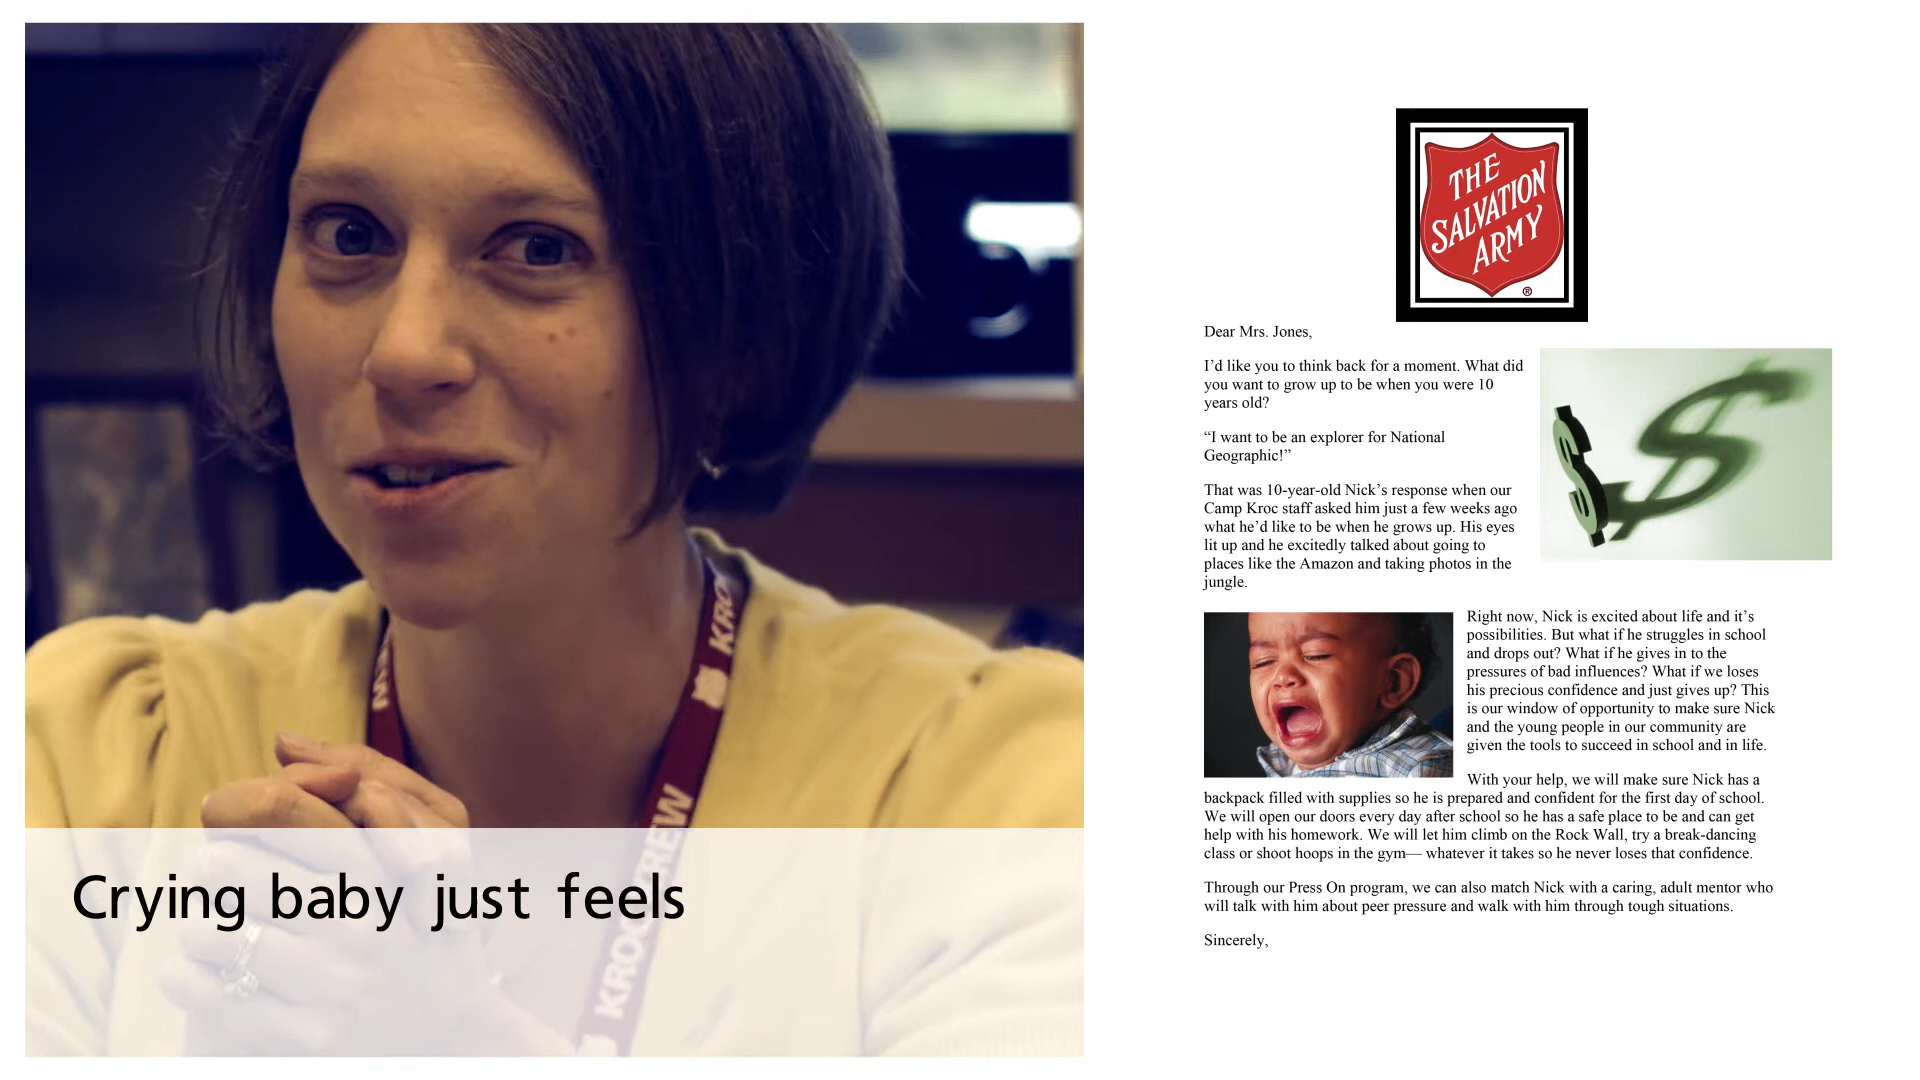 Crying baby just feels
KRO
KROC CREW
THE
SALVATION
ARMY
®
Dear Mrs. Jones,
I’d like you to think back for a moment. What did
you want to grow up to be when you were 10
years old?
“I want to be an explorer for National
Geographic!”
That was 10-year-old Nick’s response when our
Camp Kroc staff asked him just a few weeks ago
what he’d like to be when he grows up. His eyes
lit up and he excitedly talked about going to
places like the Amazon and taking photos in the
jungle.
$
$
Right now, Nick is excited about life and it’s
possibilities. But what if he struggles in school
and drops out? What if he gives in to the
pressures of bad influences? What if we loses
his precious confidence and just gives up? This
is our window of opportunity to make sure Nick
and the young people in our community are
given the tools to succeed in school and in life.
With your help, we will make sure Nick has a
backpack filled with supplies so he is prepared and confident for the first day of school.
We will open our doors every day after school so he has a safe place to be and can get
help with his homework. We will let him climb on the Rock Wall, try a break-dancing
class or shoot hoops in the gym— whatever it takes so he never loses that confidence.
Through our Press On program, we can also match Nick with a caring, adult mentor who
will talk with him about peer pressure and walk with him through tough situations.
Sincerely,